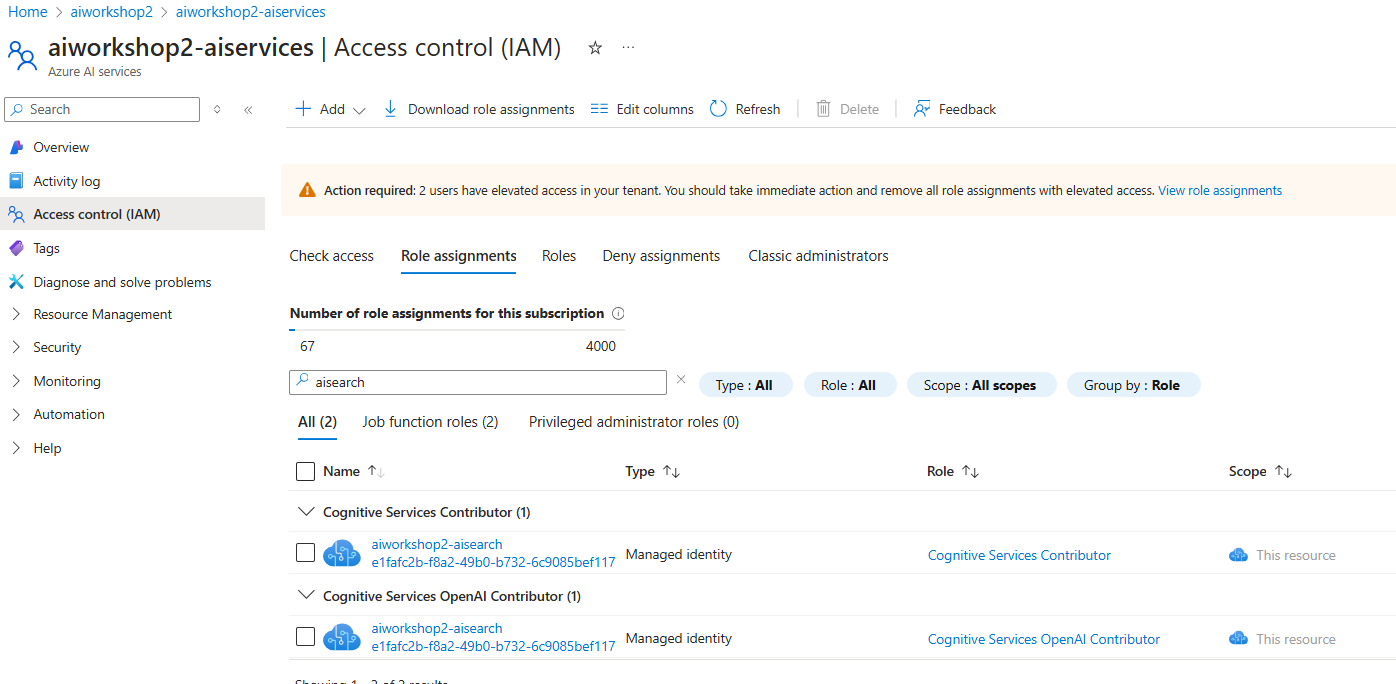 Home > aiworkshop2 > aiworkshop2-aiservices
aiworkshop2-aiservices | Access control (IAM)
Azure AI services
Search
Add
Download role assignments
Edit columns
Refresh
Delete
Feedback
Overview
Activity log
Access control (IAM)
Tags
Diagnose and solve problems
Resource Management
Security
Monitoring
Automation
Help
Action required: 2 users have elevated access in your tenant. You should take immediate action and remove all role assignments with elevated access. View role assignments
Check access Role assignments Roles Deny assignments Classic administrators
Number of role assignments for this subscription
67 4000
aisearch
Type : All Role : All Scope : All scopes Group by : Role
All (2) Job function roles (2) Privileged administrator roles (0)
Name Type Role Scope
Cognitive Services Contributor (1)
aiworkshop2-aisearch
e1fafc2b-f8a2-49b0-b732-6c9085bef117 Managed identity Cognitive Services Contributor This resource
Cognitive Services OpenAI Contributor (1)
aiworkshop2-aisearch
e1fafc2b-f8a2-49b0-b732-6c9085bef117 Managed identity Cognitive Services OpenAI Contributor This resource
Showing 1 - 2 of 2 results.